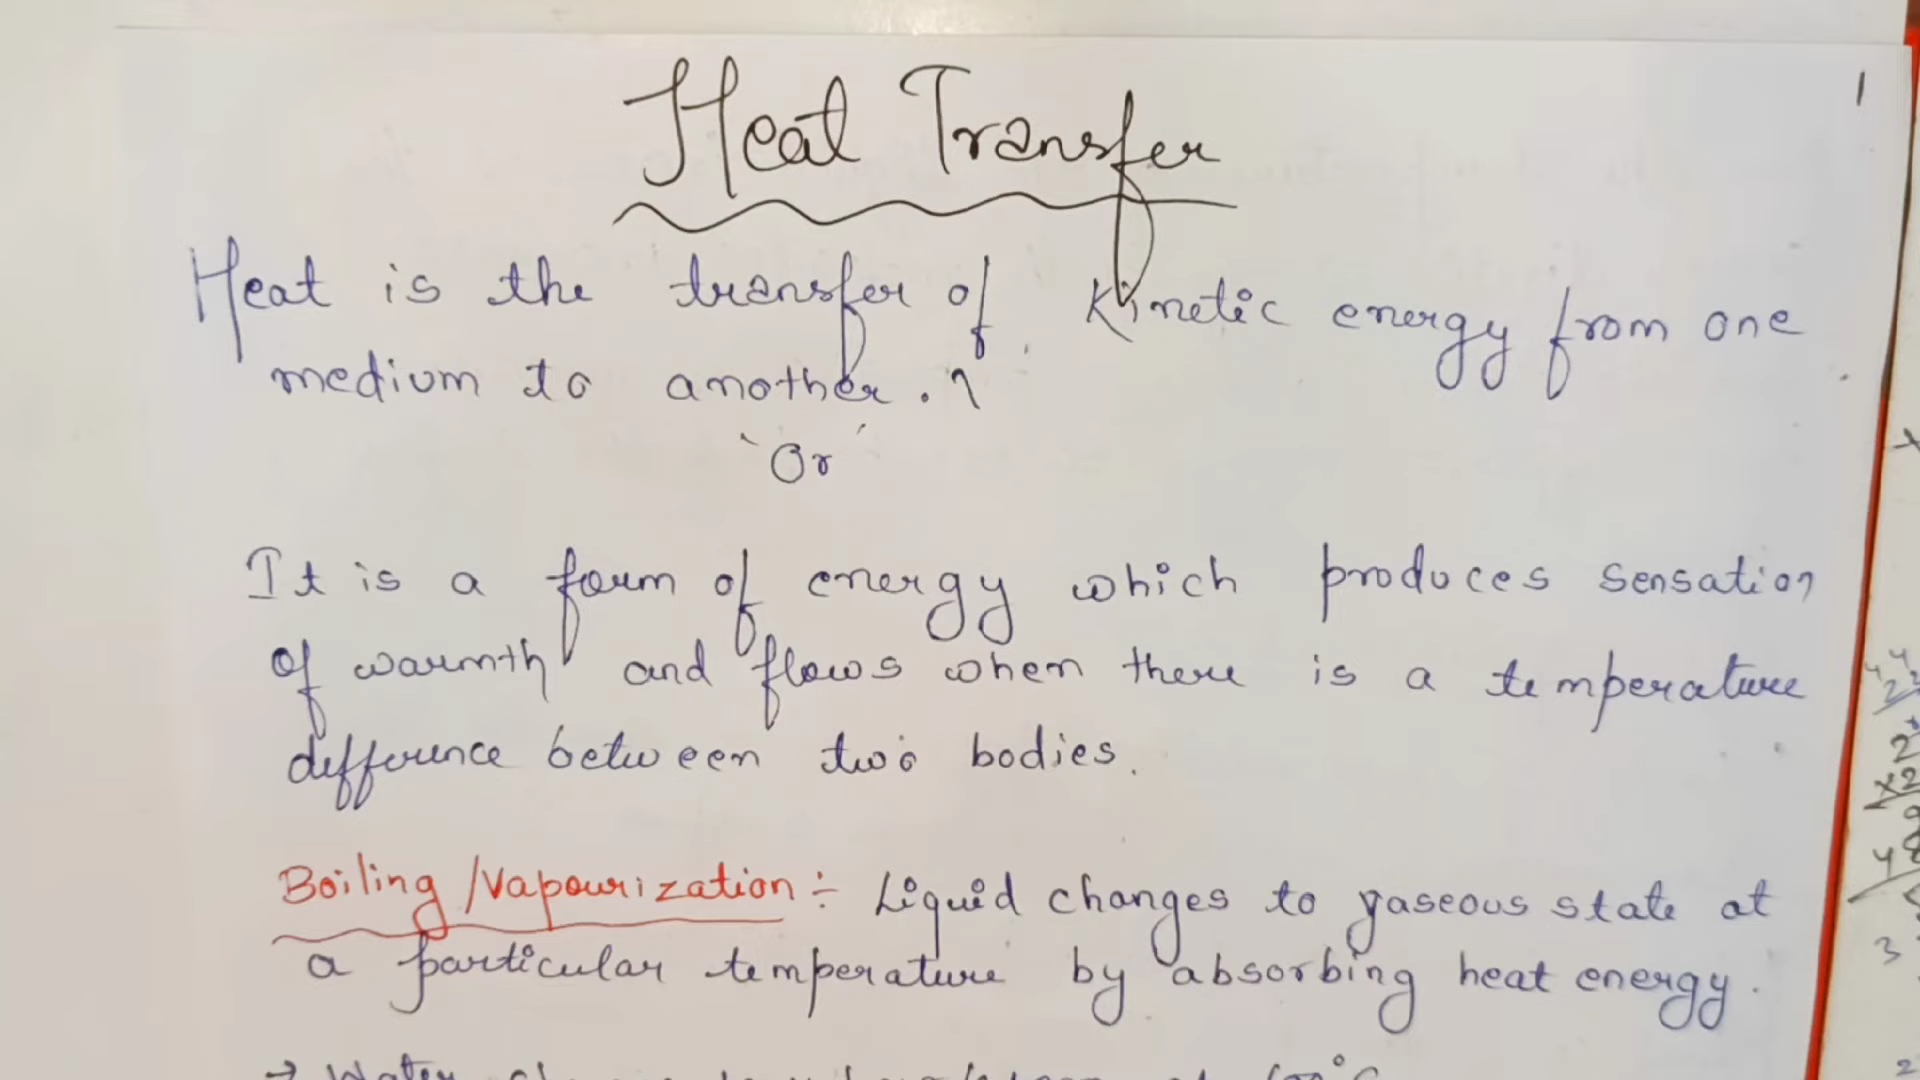 Heat Transfer
1
Heat is the transfer of Kinetic energy from one
medium to another.
Or
It is a form of energy which produces sensation
of warmth and flows when there is a temperature
difference between two bodies.
Boiling/Vapourization ÷ Liquid changes to gaseous state at
a particular temperature by absorbing heat energy.
→ Water